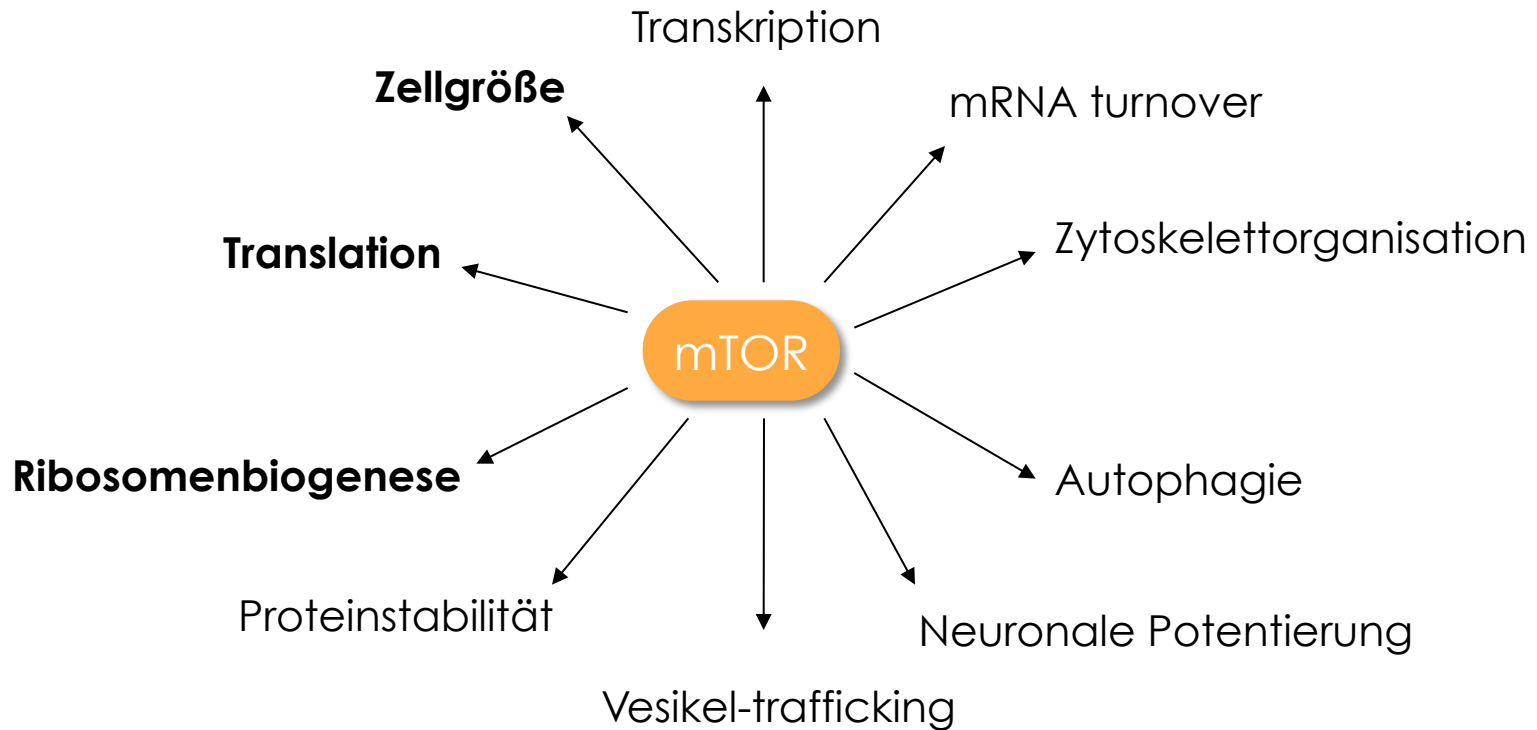 Transkription
Zellgröße
mRNA turnover
Translation
Zytoskelettorganisation
mTOR
Ribosomenbiogenese
Autophagie
Proteinstabilität
Neuronale Potentierung
Vesikel-trafficking